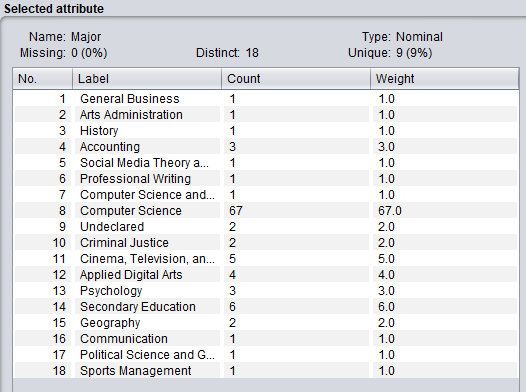 Selected attribute
Name: Major Type: Nominal
Missing: 0 (0%) Distinct: 18 Unique: 9 (9%)
No. Label Count Weight
1 General Business 1 1.0
2 Arts Administration 1 1.0
3 History 1 1.0
4 Accounting 3 3.0
5 Social Media Theory a... 1 1.0
6 Professional Writing 1 1.0
7 Computer Science and... 1 1.0
8 Computer Science 67 67.0
9 Undeclared 2 2.0
10 Criminal Justice 2 2.0
11 Cinema, Television, an... 5 5.0
12 Applied Digital Arts 4 4.0
13 Psychology 3 3.0
14 Secondary Education 6 6.0
15 Geography 2 2.0
16 Communication 1 1.0
17 Political Science and G... 1 1.0
18 Sports Management 1 1.0